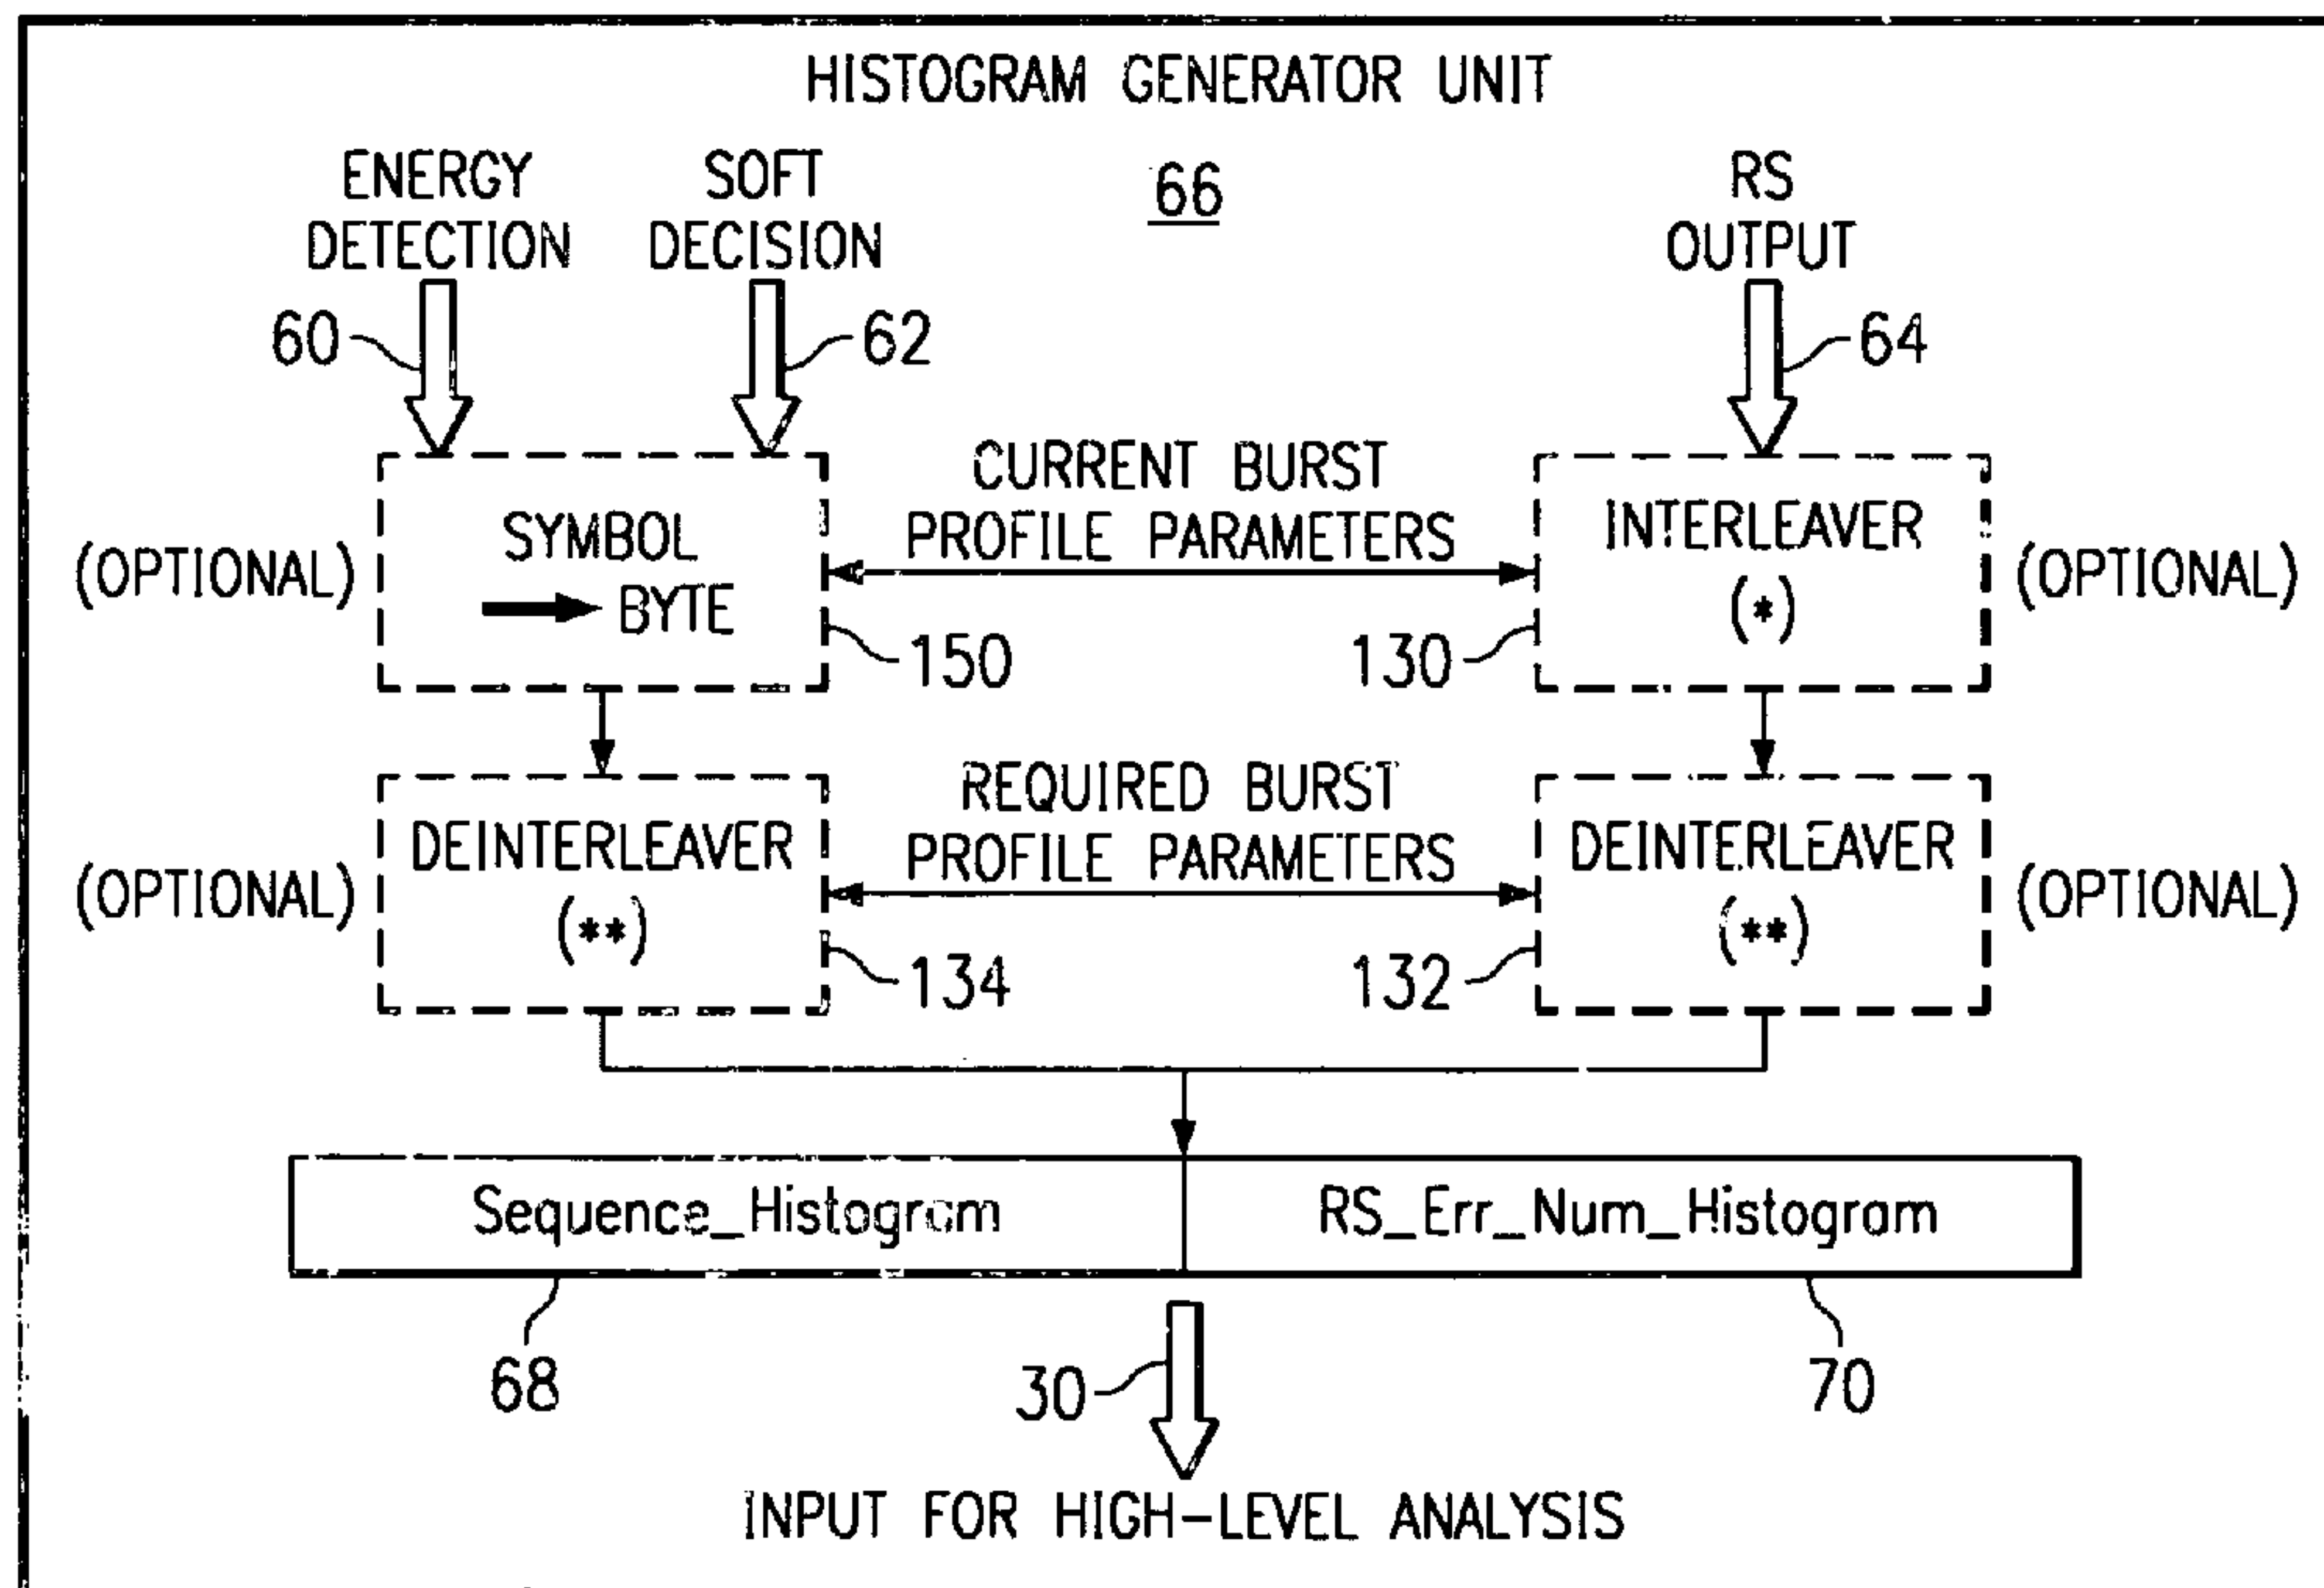 HISTOGRAM GENERATOR UNIT
66
ENERGY
DETECTION
SOFT
DECISION
RS
OUTPUT
60
62
64
(OPTIONAL)
SYMBOL
BYTE
150
CURRENT BURST
PROFILE PARAMETERS
INTERLEAVER
(*)
130
(OPTIONAL)
(OPTIONAL)
DEINTERLEAVER
(**)
134
REQUIRED BURST
PROFILE PARAMETERS
DEINTERLEAVER
(**)
132
(OPTIONAL)
Sequence_Histogram
RS_Err_Num_Histogram
68
30
70
INPUT FOR HIGH-LEVEL ANALYSIS